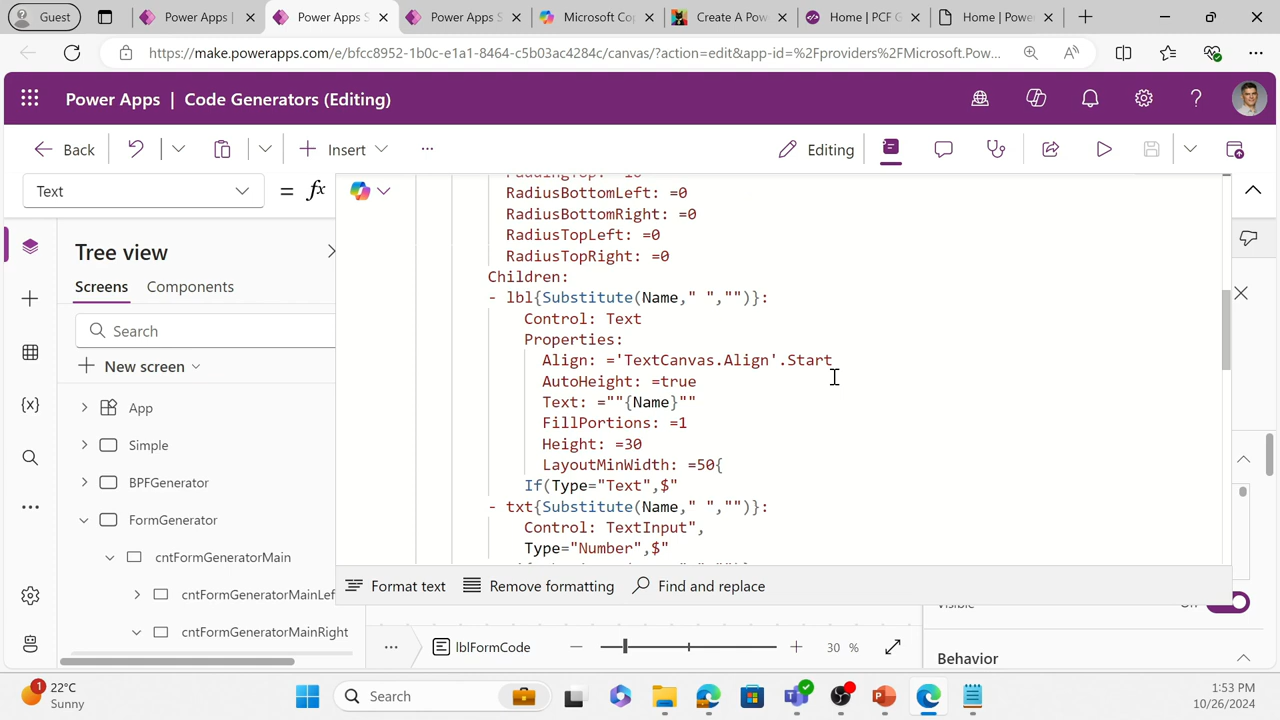 Guest
Power Apps |
Power Apps S
Power Apps S
Microsoft Co
Create A Pow
Home | PCF G
Home | Powe
https://make.powerapps.com/e/bfcc8952-1b0c-e1a1-8464-c5b03ac4284c/canvas/?action=edit&app-id=%2Fproviders%2FMicrosoft.Pow...
Power Apps | Code Generators (Editing)
Back
Insert
...
Editing
Text
= fx
RadiusBottomLeft: =0
RadiusBottomRight: =0
RadiusTopLeft: =0
RadiusTopRight: =0
Children:
- lbl{Substitute(Name," ","")}:
Control: Text
Properties:
Align: ='TextCanvas.Align'.Start
AutoHeight: =true
Text: =""{Name}""
FillPortions: =1
Height: =30
LayoutMinWidth: =50{
If(Type="Text",$"
- txt{Substitute(Name," ","")}:
Control: TextInput",
Type="Number",$"
Format text
Remove formatting
Find and replace
Tree view
Screens
Components
Search
+ New screen
App
Simple
BPFGenerator
FormGenerator
cntFormGeneratorMain
cntFormGeneratorMainLef
cntFormGeneratorMainRight
... lblFormCode
30 %
Visible
Behavior
1
22°C
Sunny
Search
1:53 PM
10/26/2024